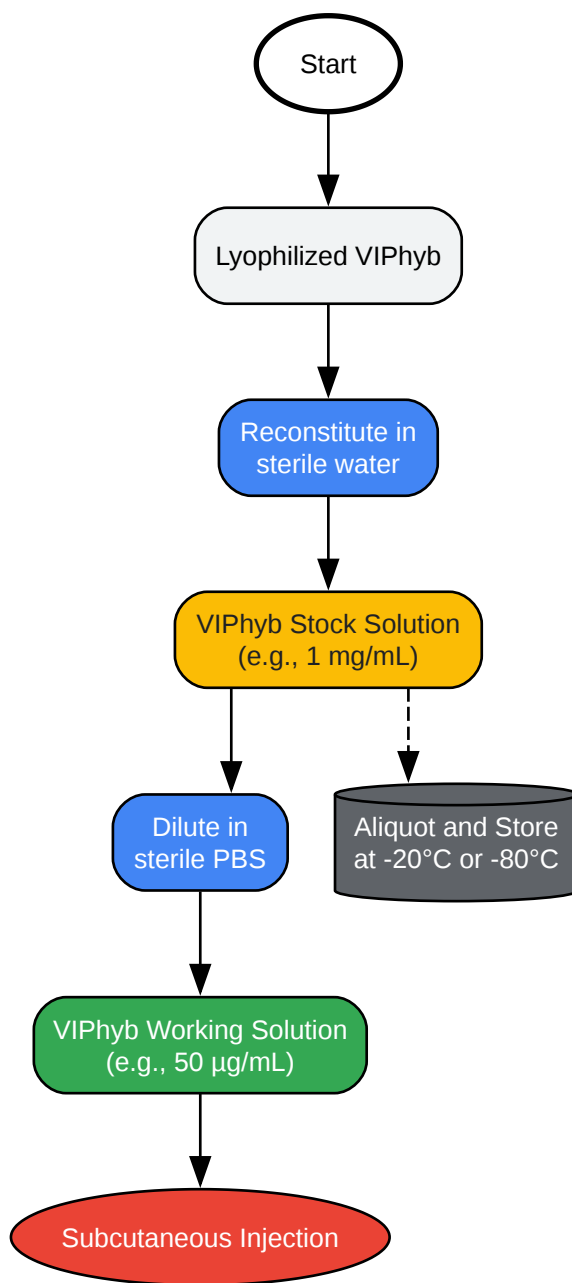 Start
Lyophilized VIPhyb
Reconstitute in
sterile water
VIPhyb Stock Solution
(e.g., 1 mg/mL)
Dilute in
sterile PBS
Aliquot and Store
at -20°C or -80°C
VIPhyb Working Solution
(e.g., 50 µg/mL)
Subcutaneous Injection